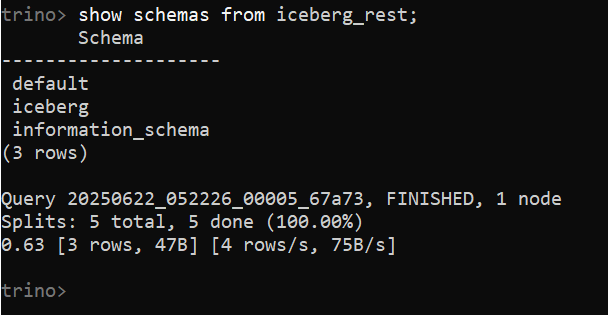 trino> show schemas from iceberg_rest;
       Schema
--------------------
 default
 iceberg
 information_schema
(3 rows)

Query 20250622_052226_00005_67a73, FINISHED, 1 node
Splits: 5 total, 5 done (100.00%)
0.63 [3 rows, 47B] [4 rows/s, 75B/s]

trino>